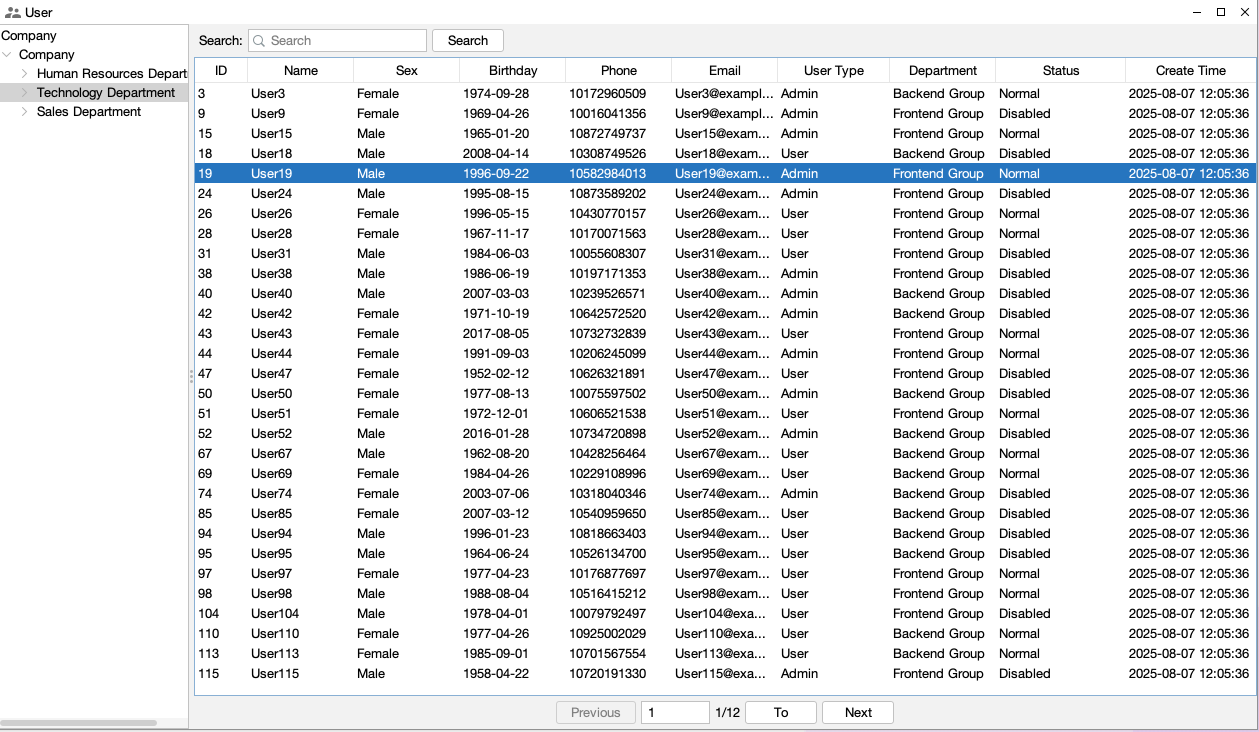 User
Company
Company
Human Resources Depart
Technology Department
Sales Department
Search: Search Search
ID Name Sex Birthday Phone Email User Type Department Status Create Time
3 User3 Female 1974-09-28 10172960509 User3@exampl... Admin Backend Group Normal 2025-08-07 12:05:36
9 User9 Female 1969-04-26 10016041356 User9@exampl... Admin Frontend Group Disabled 2025-08-07 12:05:36
15 User15 Male 1965-01-20 10872749737 User15@exam... Admin Frontend Group Normal 2025-08-07 12:05:36
18 User18 Male 2008-04-14 10308749526 User18@exam... User Backend Group Disabled 2025-08-07 12:05:36
19 User19 Male 1996-09-22 10582984013 User19@exam... Admin Frontend Group Normal 2025-08-07 12:05:36
24 User24 Male 1995-08-15 10873589202 User24@exam... Admin Frontend Group Disabled 2025-08-07 12:05:36
26 User26 Female 1996-05-15 10430770157 User26@exam... User Frontend Group Normal 2025-08-07 12:05:36
28 User28 Female 1967-11-17 10170071563 User28@exam... User Frontend Group Normal 2025-08-07 12:05:36
31 User31 Male 1984-06-03 10055608307 User31@exam... User Frontend Group Disabled 2025-08-07 12:05:36
38 User38 Male 1986-06-19 10197171353 User38@exam... Admin Frontend Group Disabled 2025-08-07 12:05:36
40 User40 Male 2007-03-03 10239526571 User40@exam... Admin Backend Group Disabled 2025-08-07 12:05:36
42 User42 Female 1971-10-19 10642572520 User42@exam... Admin Backend Group Disabled 2025-08-07 12:05:36
43 User43 Female 2017-08-05 10732732839 User43@exam... User Frontend Group Normal 2025-08-07 12:05:36
44 User44 Female 1991-09-03 10206245099 User44@exam... Admin Frontend Group Normal 2025-08-07 12:05:36
47 User47 Female 1952-02-12 10626321891 User47@exam... User Frontend Group Disabled 2025-08-07 12:05:36
50 User50 Female 1977-08-13 10075597502 User50@exam... Admin Backend Group Disabled 2025-08-07 12:05:36
51 User51 Female 1972-12-01 10606521538 User51@exam... User Frontend Group Normal 2025-08-07 12:05:36
52 User52 Male 2016-01-28 10734720898 User52@exam... Admin Backend Group Disabled 2025-08-07 12:05:36
67 User67 Male 1962-08-20 10428256464 User67@exam... User Backend Group Normal 2025-08-07 12:05:36
69 User69 Female 1984-04-26 10229108996 User69@exam... User Backend Group Normal 2025-08-07 12:05:36
74 User74 Female 2003-07-06 10318040346 User74@exam... Admin Backend Group Disabled 2025-08-07 12:05:36
85 User85 Female 2007-03-12 10540959650 User85@exam... User Backend Group Disabled 2025-08-07 12:05:36
94 User94 Male 1996-01-23 10818663403 User94@exam... User Backend Group Disabled 2025-08-07 12:05:36
95 User95 Male 1964-06-24 10526134700 User95@exam... User Backend Group Disabled 2025-08-07 12:05:36
97 User97 Female 1977-04-23 10176877697 User97@exam... User Frontend Group Normal 2025-08-07 12:05:36
98 User98 Male 1988-08-04 10516415212 User98@exam... User Frontend Group Normal 2025-08-07 12:05:36
104 User104 Male 1978-04-01 10079792497 User104@exa... User Frontend Group Disabled 2025-08-07 12:05:36
110 User110 Female 1977-04-26 10925002029 User110@exa... User Backend Group Normal 2025-08-07 12:05:36
113 User113 Female 1985-09-01 10701567554 User113@exa... User Backend Group Normal 2025-08-07 12:05:36
115 User115 Male 1958-04-22 10720191330 User115@exa... Admin Frontend Group Disabled 2025-08-07 12:05:36
Previous 1 1/12 To Next